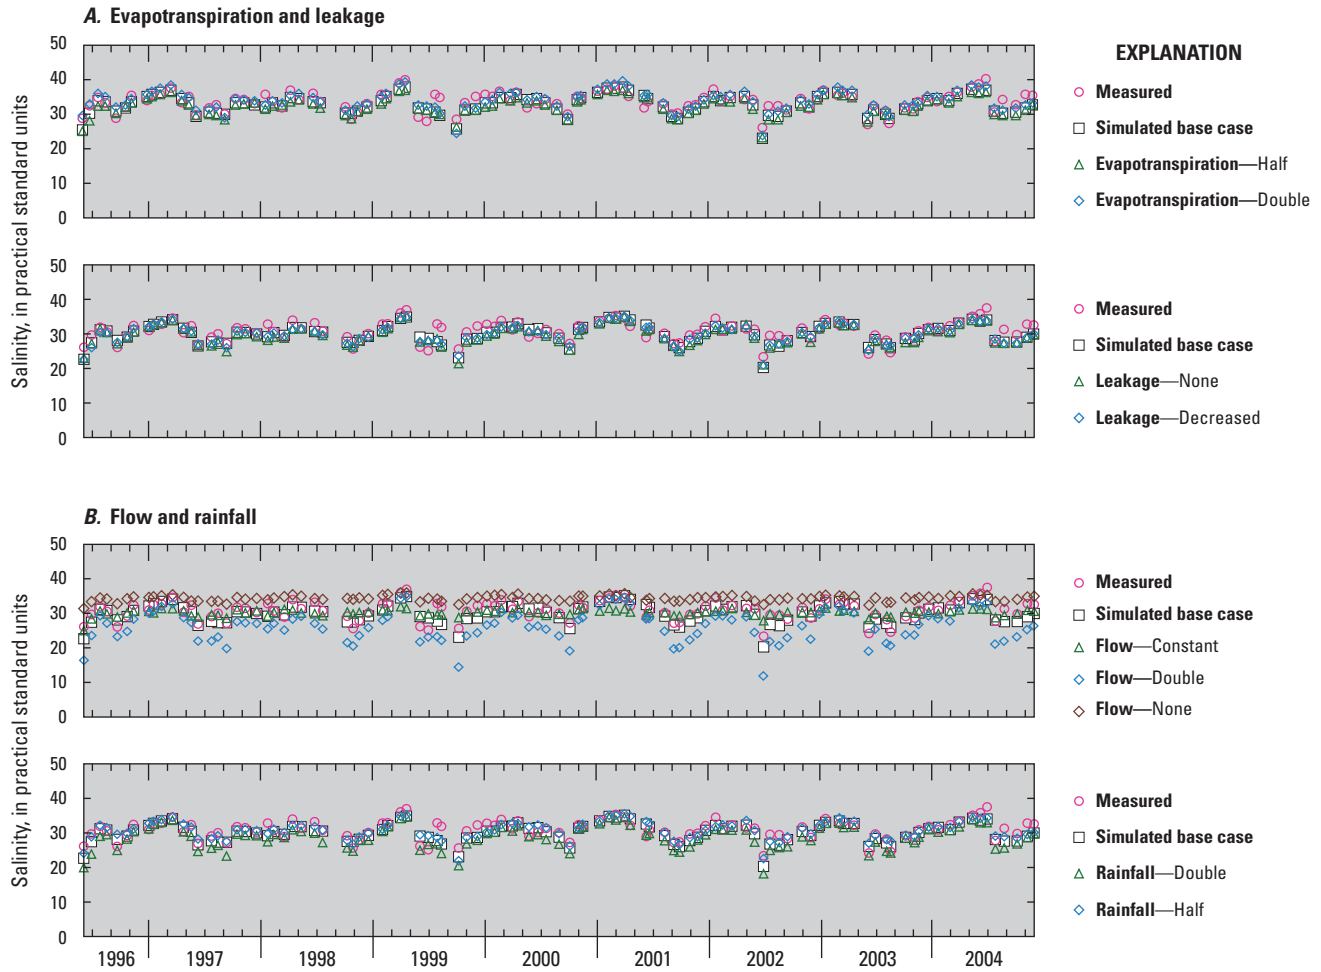 A. Evapotranspiration and leakage
50
40
30
20
10
0
Salinity, in practical standard units
EXPLANATION
Measured
Simulated base case
Evapotranspiration—Half
Evapotranspiration—Double
50
40
30
20
10
0
Measured
Simulated base case
Leakage—None
Leakage—Decreased
B. Flow and rainfall
50
40
30
20
10
0
Salinity, in practical standard units
Measured
Simulated base case
Flow—Constant
Flow—Double
Flow—None
50
40
30
20
10
0
Measured
Simulated base case
Rainfall—Double
Rainfall—Half
1996 1997 1998 1999 2000 2001 2002 2003 2004